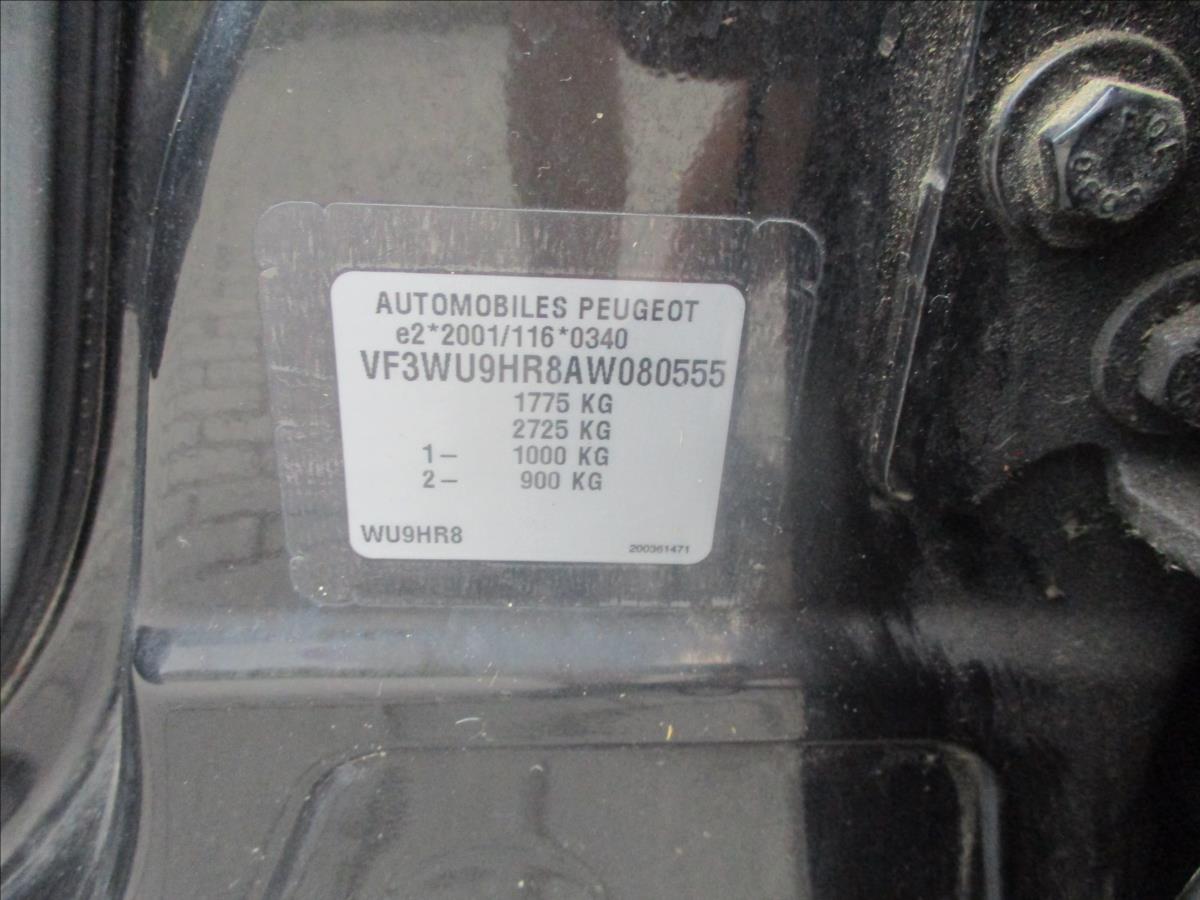 AUTOMOBILES PEUGEOT
e2*2001/116*0340
VF3WU9HR8AW080555
1775 KG
2725 KG
1– 1000 KG
2– 900 KG
WU9HR8
200361471